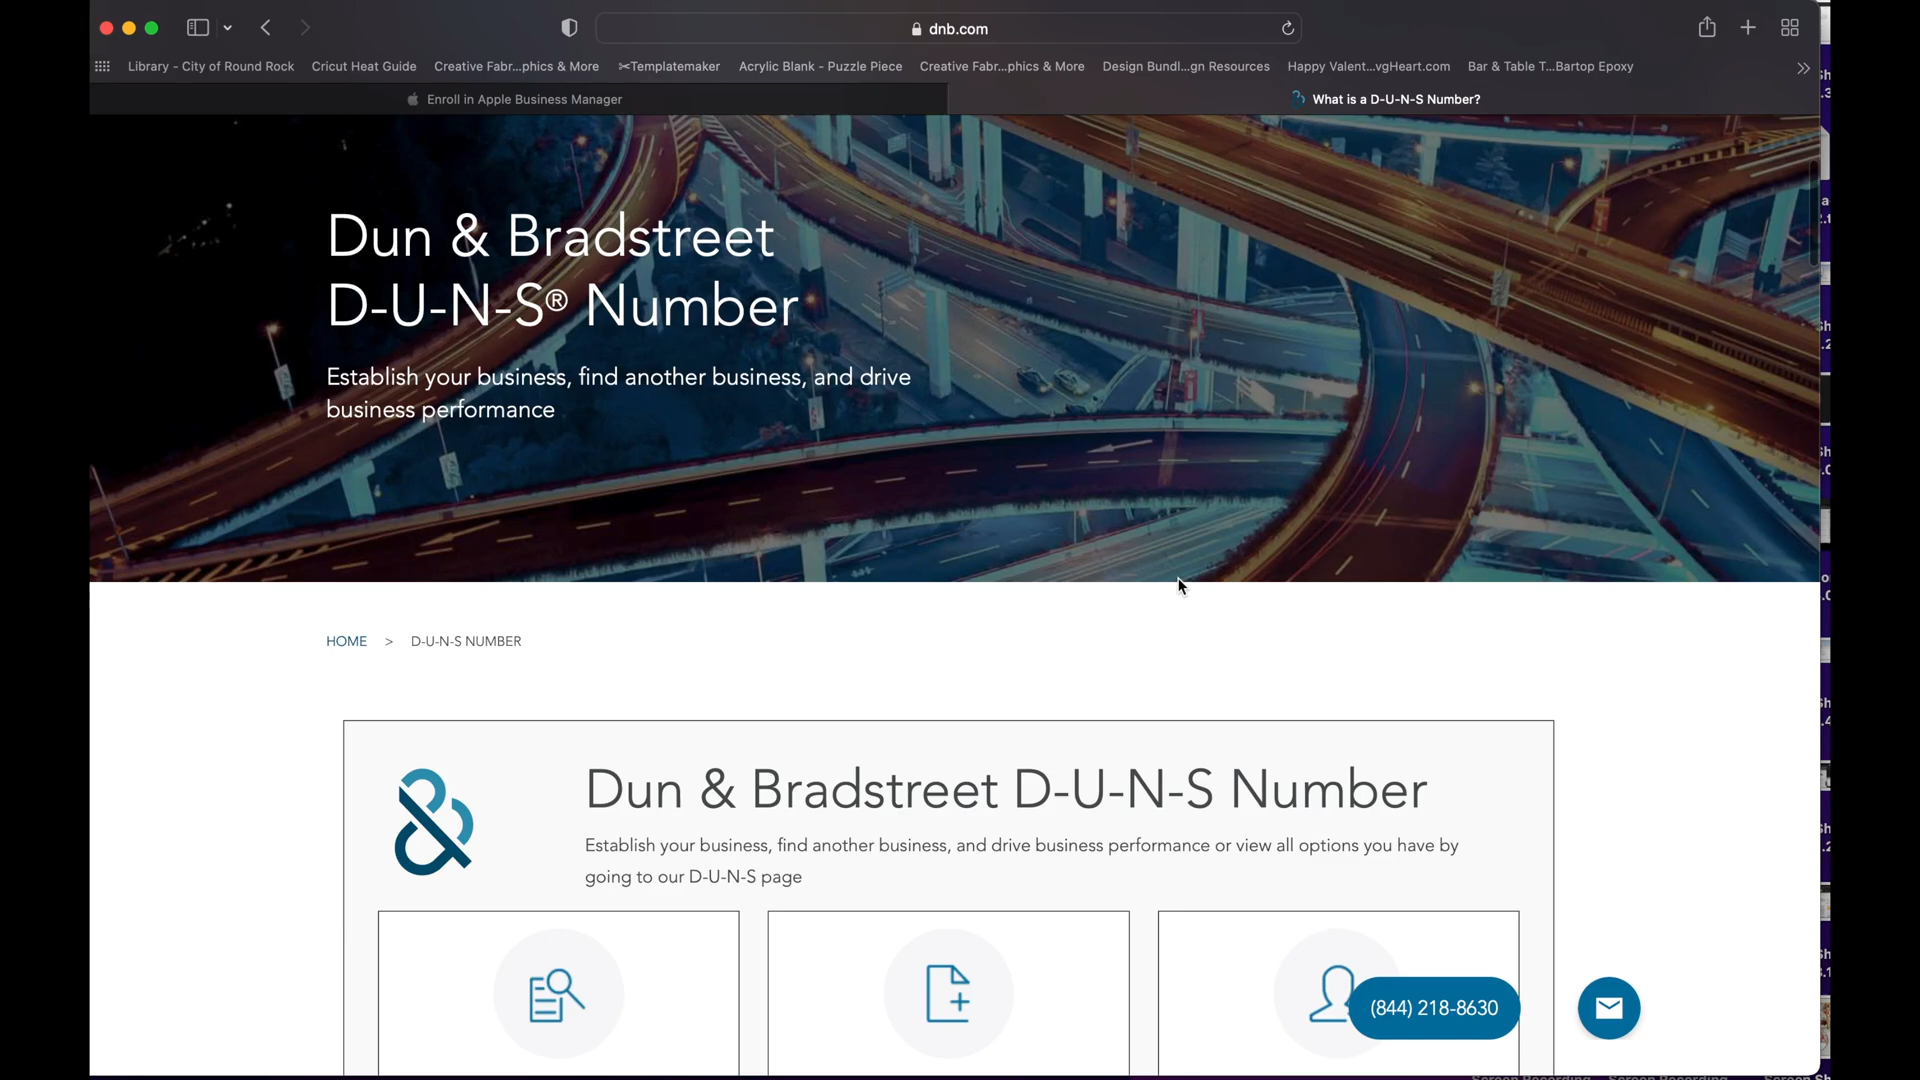 dnb.com
Library - City of Round Rock
Cricut Heat Guide
Creative Fabr...phics & More
✂Templatemaker
Acrylic Blank - Puzzle Piece
Creative Fabr...phics & More
Design Bundl...gn Resources
Happy Valent...vgHeart.com
Bar & Table T...Bartop Epoxy
Enroll in Apple Business Manager
What is a D-U-N-S Number?
Dun & Bradstreet
D-U-N-S® Number
Establish your business, find another business, and drive
business performance
HOME > D-U-N-S NUMBER
Dun & Bradstreet D-U-N-S Number
Establish your business, find another business, and drive business performance or view all options you have by
going to our D-U-N-S page
(844) 218-8630